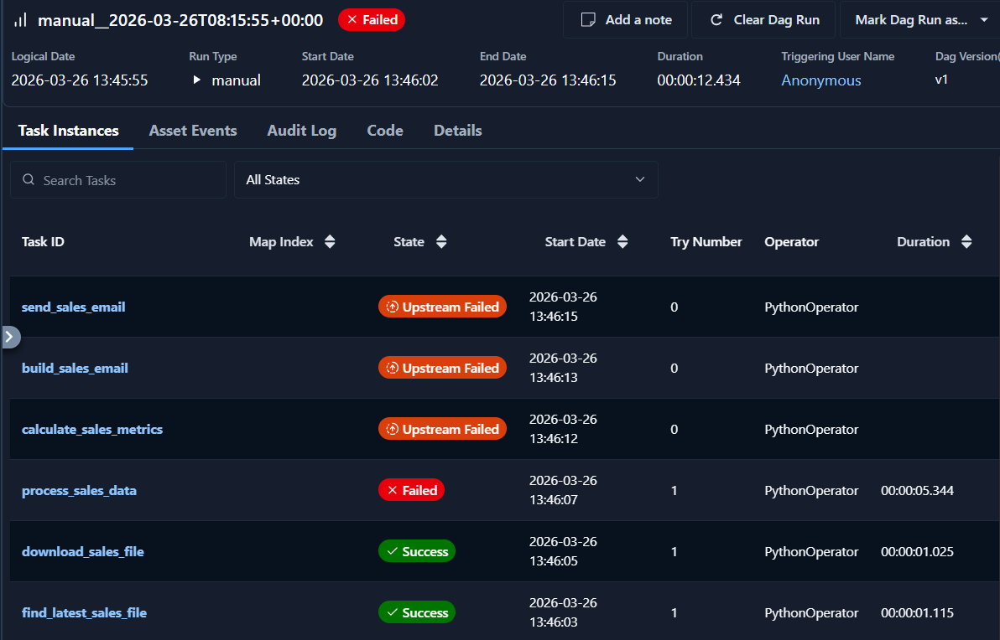 manual__2026-03-26T08:15:55+00:00 Failed Add a note Clear Dag Run Mark Dag Run as...
Logical Date Run Type Start Date End Date Duration Triggering User Name Dag Version(
2026-03-26 13:45:55 manual 2026-03-26 13:46:02 2026-03-26 13:46:15 00:00:12.434 Anonymous v1
Task Instances Asset Events Audit Log Code Details
Search Tasks All States
Task ID Map Index State Start Date Try Number Operator Duration
send_sales_email Upstream Failed 2026-03-26 13:46:15 0 PythonOperator
build_sales_email Upstream Failed 2026-03-26 13:46:13 0 PythonOperator
calculate_sales_metrics Upstream Failed 2026-03-26 13:46:12 0 PythonOperator
process_sales_data Failed 2026-03-26 13:46:07 1 PythonOperator 00:00:05.344
download_sales_file Success 2026-03-26 13:46:05 1 PythonOperator 00:00:01.025
find_latest_sales_file Success 2026-03-26 13:46:03 1 PythonOperator 00:00:01.115